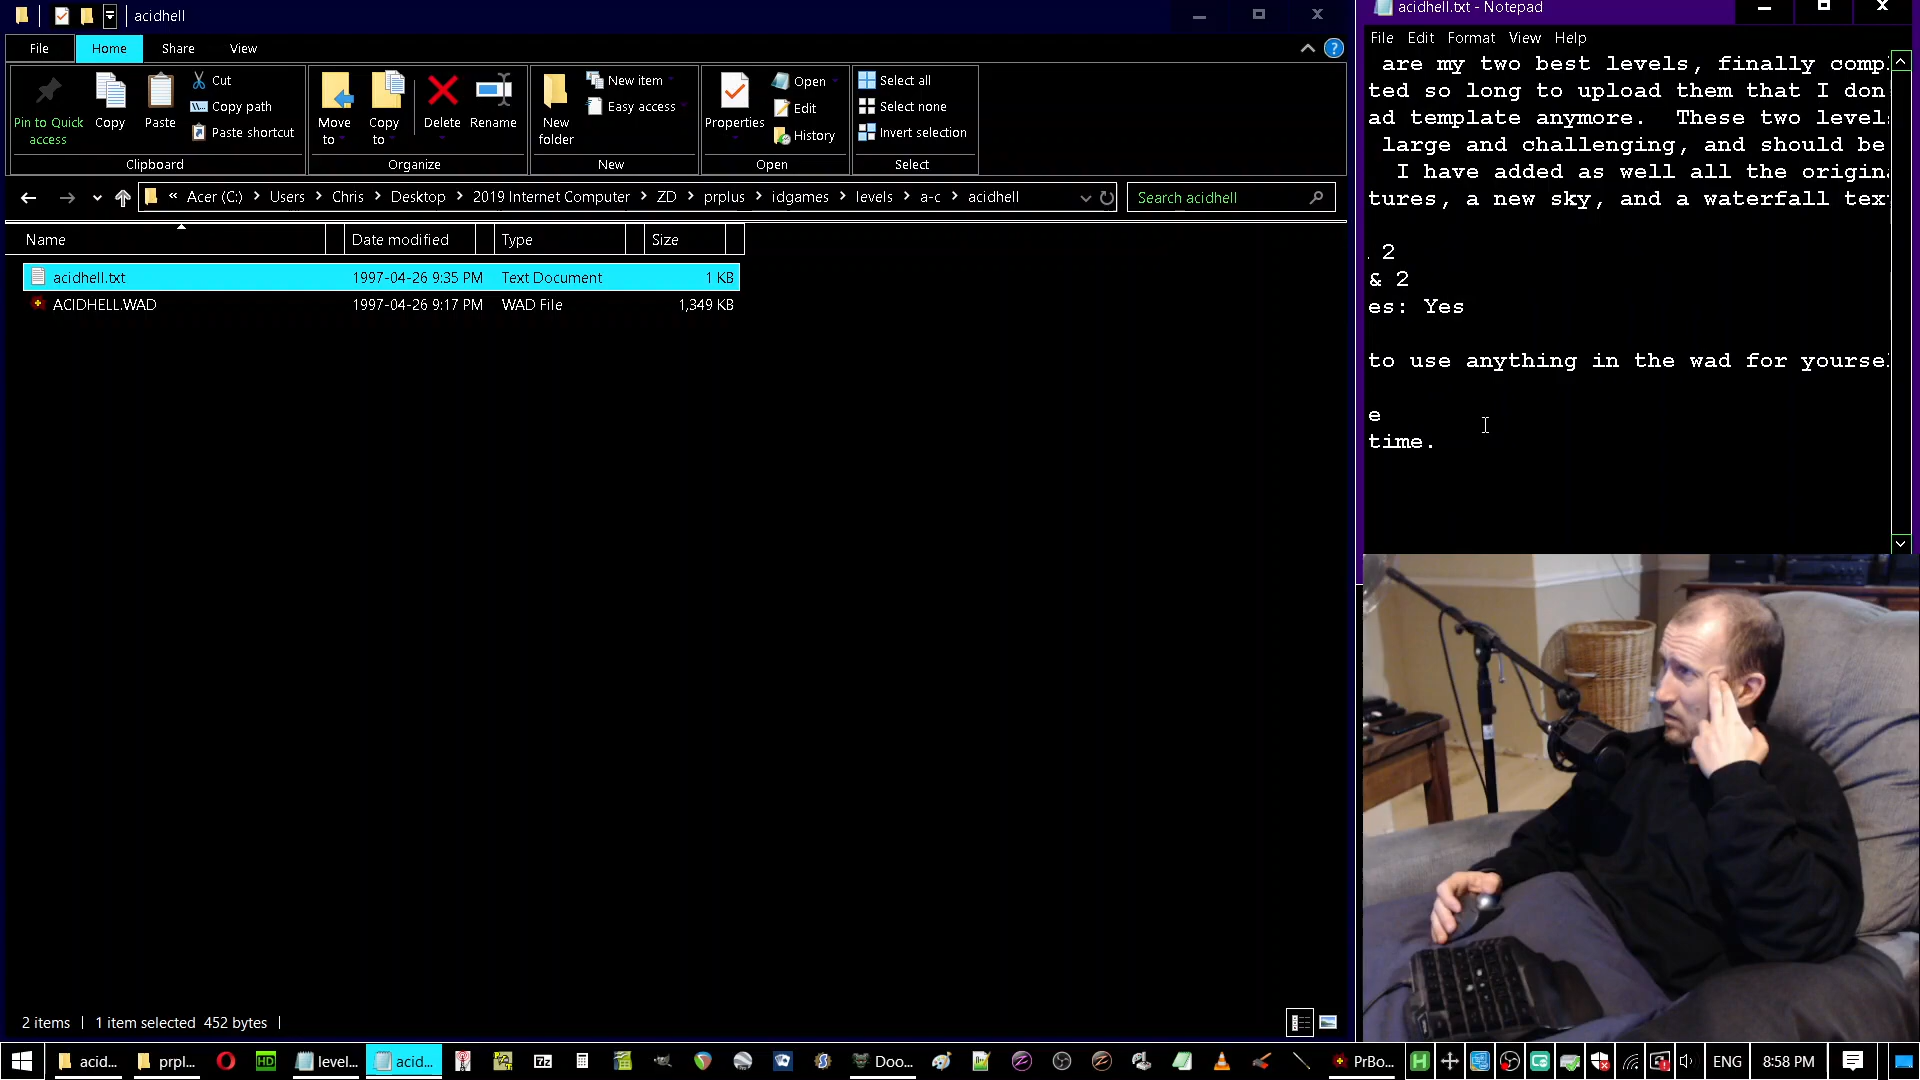 acidhell
File Home Share View
Pin to Quick access
Copy
Paste
Cut
Copy path
Paste shortcut
Clipboard
Move to
Copy to
Delete
Rename
Organize
New folder
New item
Easy access
New
Properties
Open
Edit
History
Open
Select all
Select none
Invert selection
Select
« Acer (C:) > Users > Chris > Desktop > 2019 Internet Computer > ZD > prplus > idgames > levels > a-c > acidhell
Search acidhell
Name Date modified Type Size
acidhell.txt 1997-04-26 9:35 PM Text Document 1 KB
ACIDHELL.WAD 1997-04-26 9:17 PM WAD File 1,349 KB
2 items 1 item selected 452 bytes
acidhell.txt - Notepad
File Edit Format View Help
are my two best levels, finally comp
ted so long to upload them that I don
ad template anymore. These two level
large and challenging, and should be
I have added as well all the origin
tures, a new sky, and a waterfall tex
. 2
& 2
es: Yes
to use anything in the wad for yourse
e
time.
acid... prpl... HD level... acid... 7z Doo... PrBo... ENG 8:58 PM